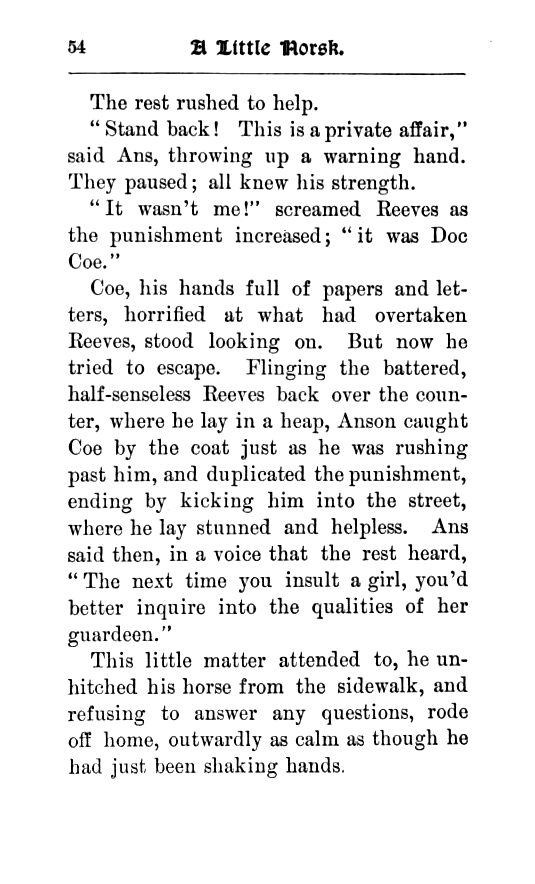 54 A Little Norsk.
The rest rushed to help.
“Stand back! This is a private affair,”
said Ans, throwing up a warning hand.
They paused; all knew his strength.
“It wasn’t me!” screamed Reeves as
the punishment increased; “it was Doc
Coe.”
Coe, his hands full of papers and let-
ters, horrified at what had overtaken
Reeves, stood looking on. But now he
tried to escape. Flinging the battered,
half-senseless Reeves back over the coun-
ter, where he lay in a heap, Anson caught
Coe by the coat just as he was rushing
past him, and duplicated the punishment,
ending by kicking him into the street,
where he lay stunned and helpless. Ans
said then, in a voice that the rest heard,
“The next time you insult a girl, you’d
better inquire into the qualities of her
guardeen.”
This little matter attended to, he un-
hitched his horse from the sidewalk, and
refusing to answer any questions, rode
off home, outwardly as calm as though he
had just been shaking hands.